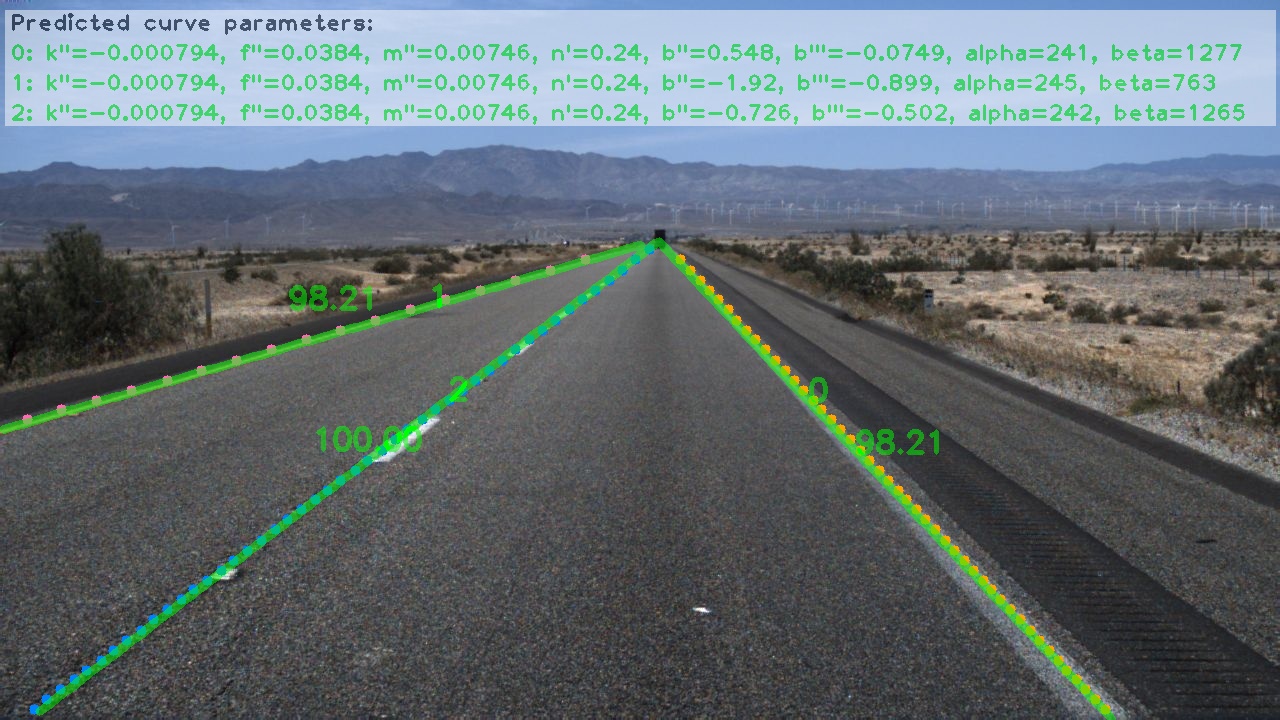 Predicted curve parameters:
0: k''=-0.000794, f''=0.0384, m''=0.00746, n'=0.24, b''=0.548, b'''=-0.0749, alpha=241, beta=1277
1: k''=-0.000794, f''=0.0384, m''=0.00746, n'=0.24, b''=-1.92, b'''=-0.899, alpha=245, beta=763
2: k''=-0.000794, f''=0.0384, m''=0.00746, n'=0.24, b''=-0.726, b'''=-0.502, alpha=242, beta=1265
98.21 1
2 0
100.00 98.21